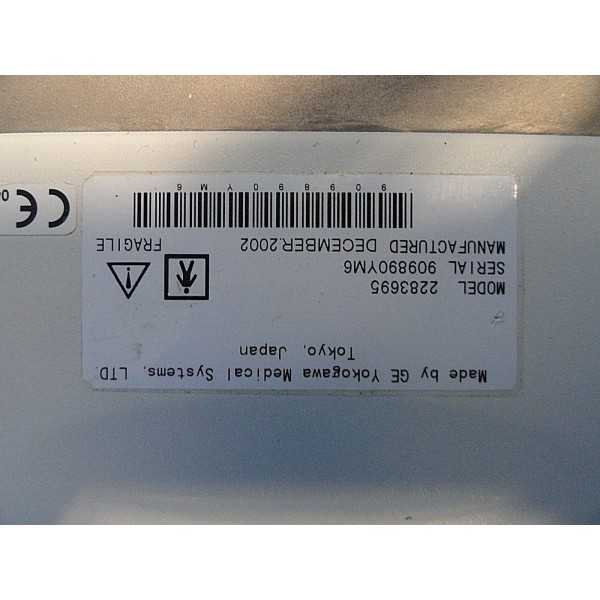 Made by GE Yokogawa Medical Systems, LTD.
Tokyo, Japan
MODEL 2283695
SERIAL 909890YM6
MANUFACTURED DECEMBER.2002
FRAGILE
909890YM6
CE